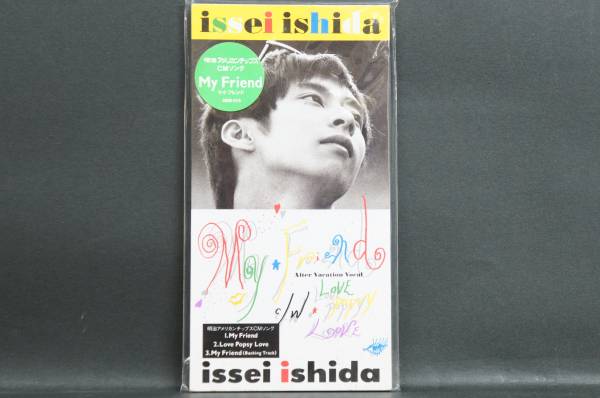 issei ishida
明治アメリカンチップス
CMソング
My Friend
マイ・フレンド
My Friend
After Vacation Vocal
c/w LOVE
POPSY
LOVE
明治アメリカンチップスCMソング
1.My Friend
2.Love Popsy Love
3.My Friend (Backing Track)
issei ishida